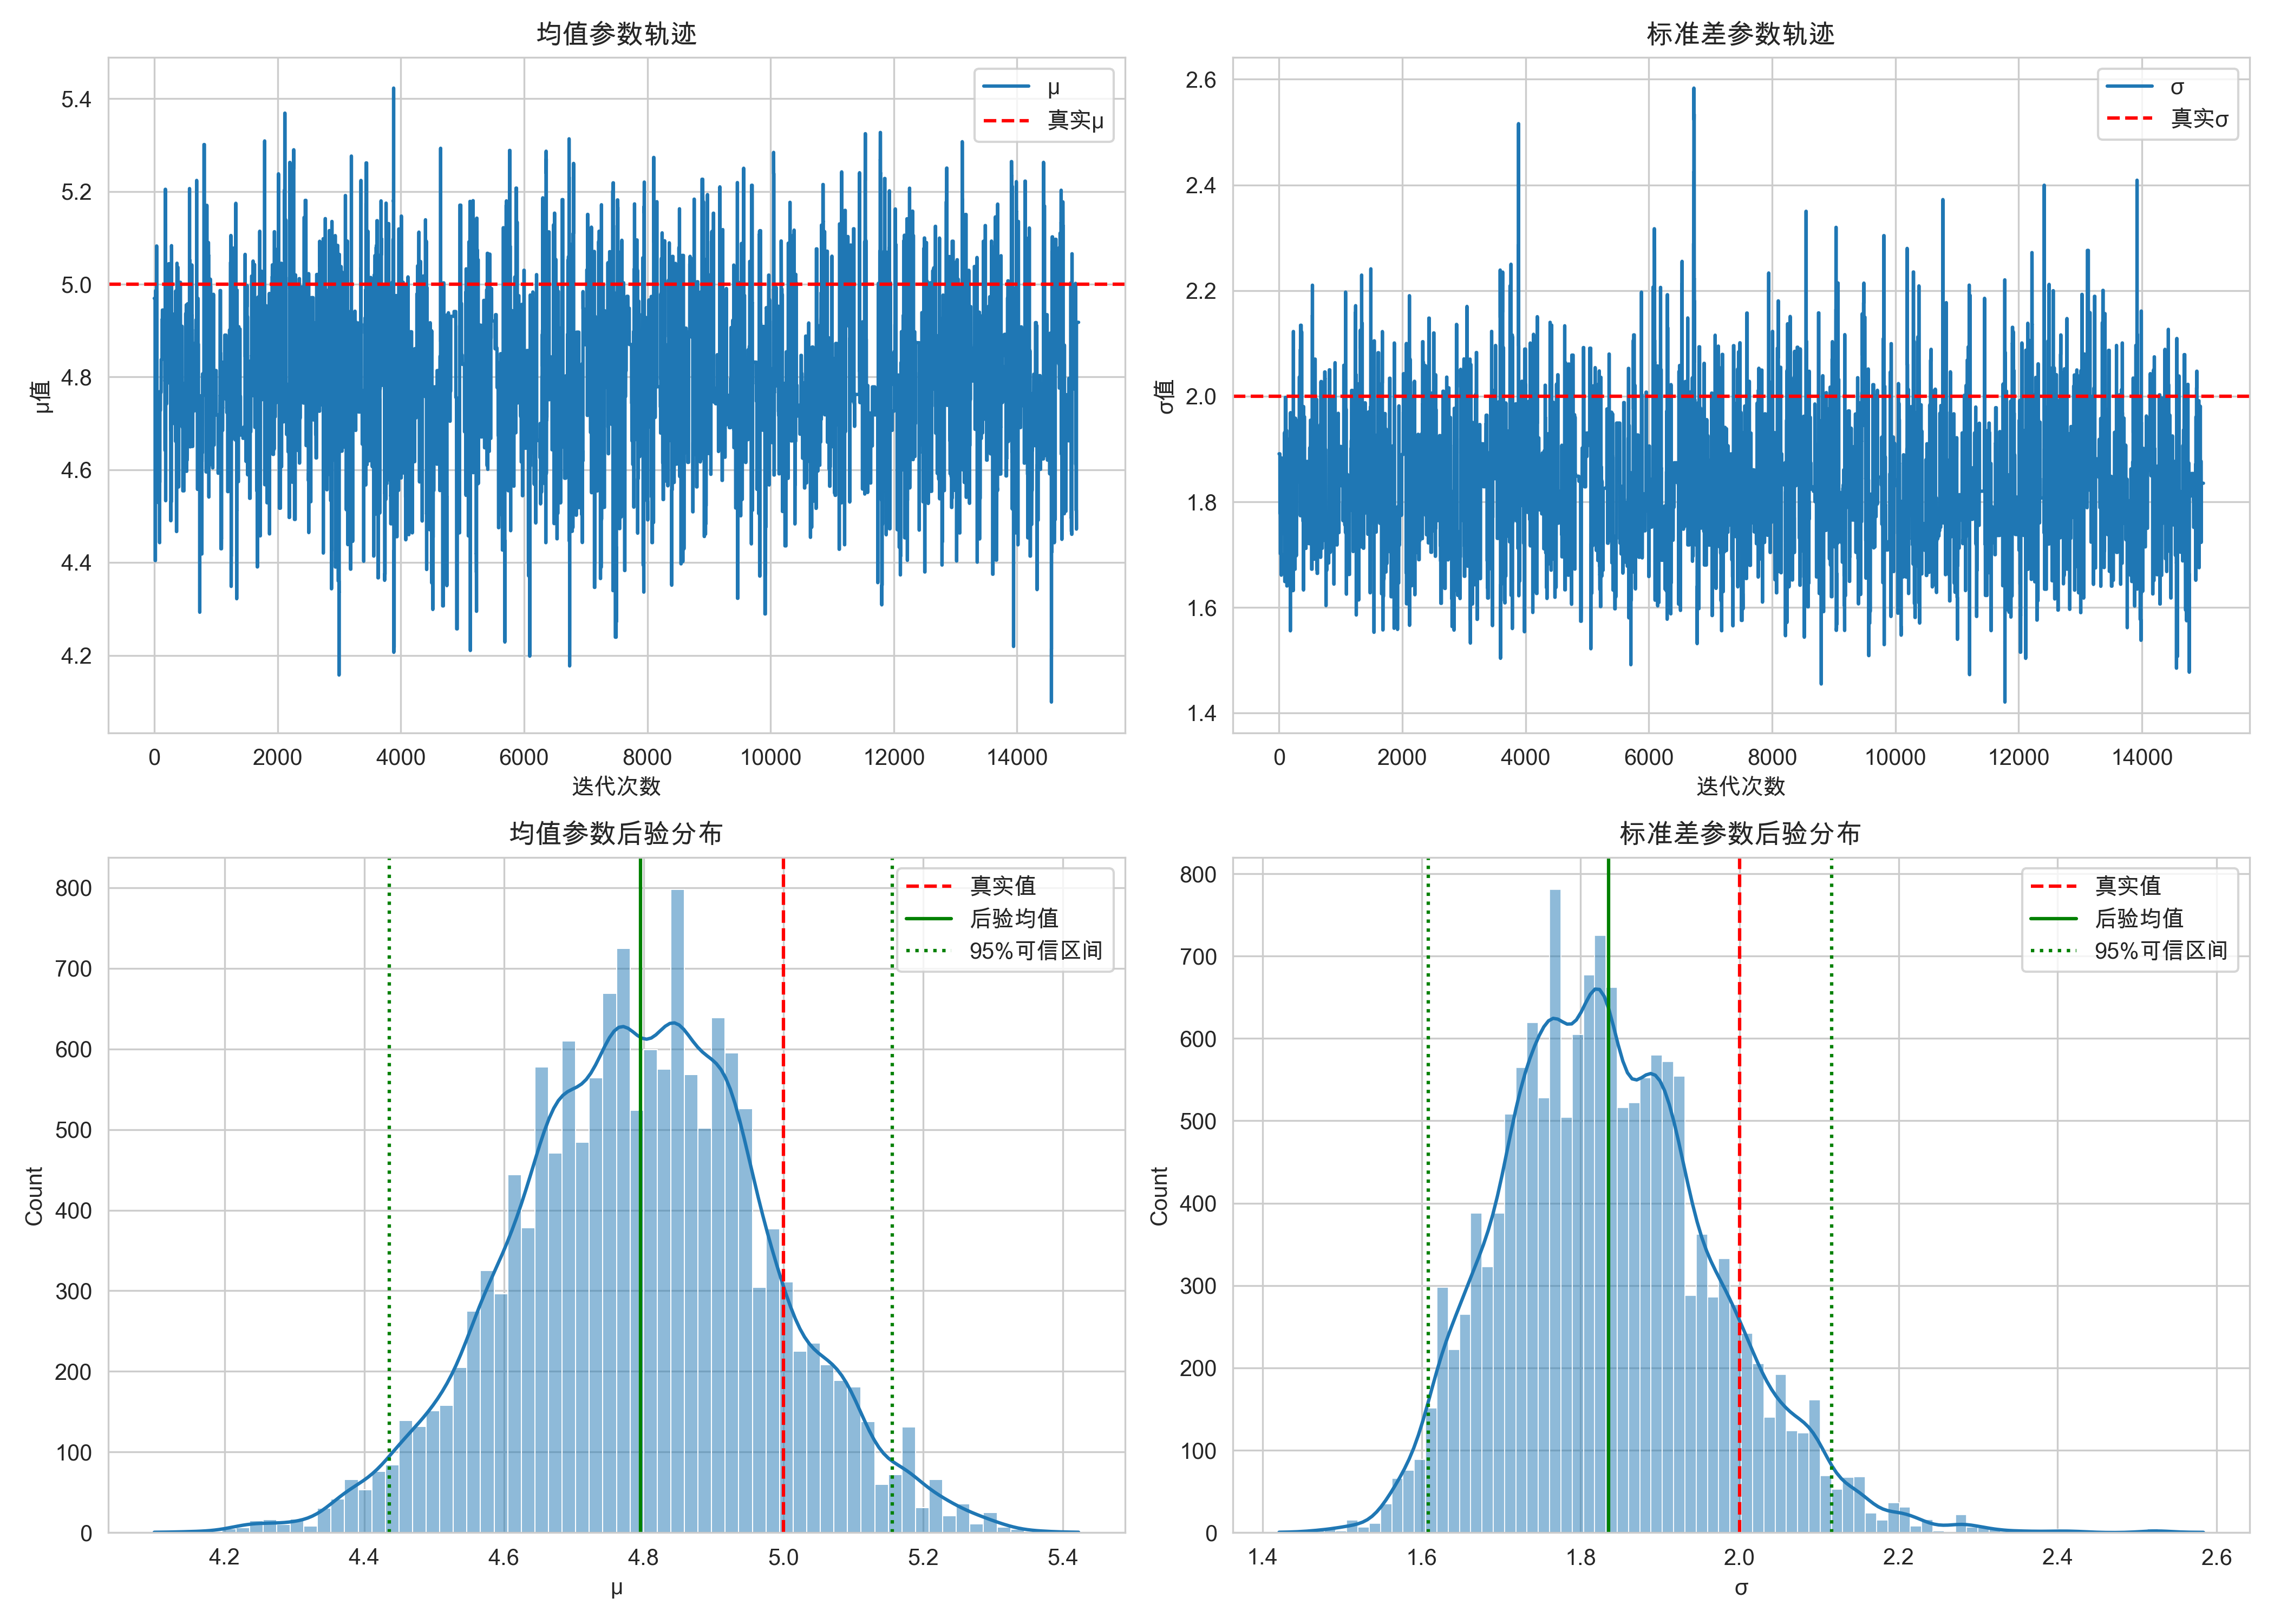 均值参数轨迹
μ
真实μ
5.4
5.2
5.0
4.8
4.6
4.4
4.2
μ值
0 2000 4000 6000 8000 10000 12000 14000
迭代次数
标准差参数轨迹
σ
真实σ
2.6
2.4
2.2
2.0
1.8
1.6
1.4
σ值
0 2000 4000 6000 8000 10000 12000 14000
迭代次数
均值参数后验分布
真实值
后验均值
95%可信区间
800
700
600
500
400
300
200
100
0
Count
4.2 4.4 4.6 4.8 5.0 5.2 5.4
μ
标准差参数后验分布
真实值
后验均值
95%可信区间
800
700
600
500
400
300
200
100
0
Count
1.4 1.6 1.8 2.0 2.2 2.4 2.6
σ